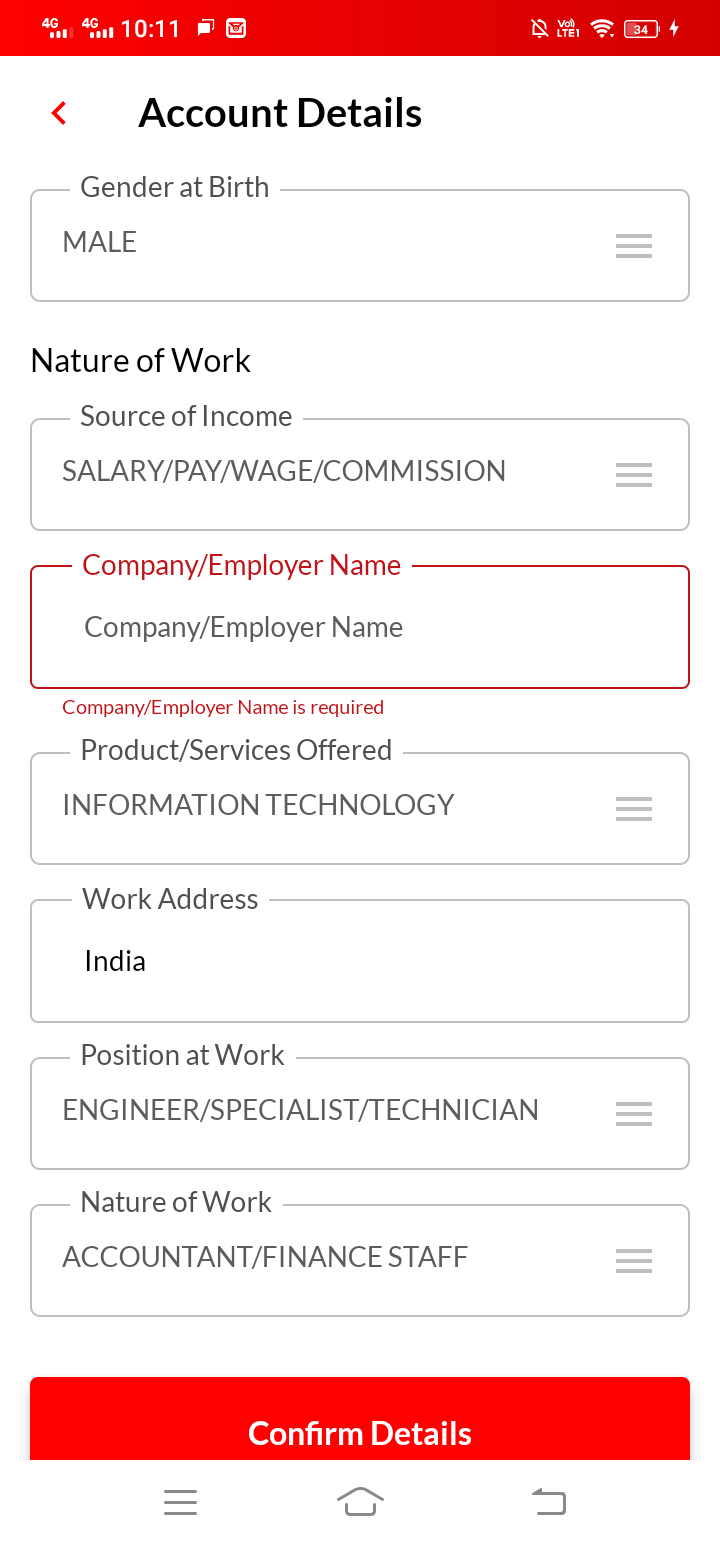 4G 4G 10:11 Vo) LTE1 34
Account Details
Gender at Birth
MALE
Nature of Work
Source of Income
SALARY/PAY/WAGE/COMMISSION
Company/Employer Name
Company/Employer Name
Company/Employer Name is required
Product/Services Offered
INFORMATION TECHNOLOGY
Work Address
India
Position at Work
ENGINEER/SPECIALIST/TECHNICIAN
Nature of Work
ACCOUNTANT/FINANCE STAFF
Confirm Details